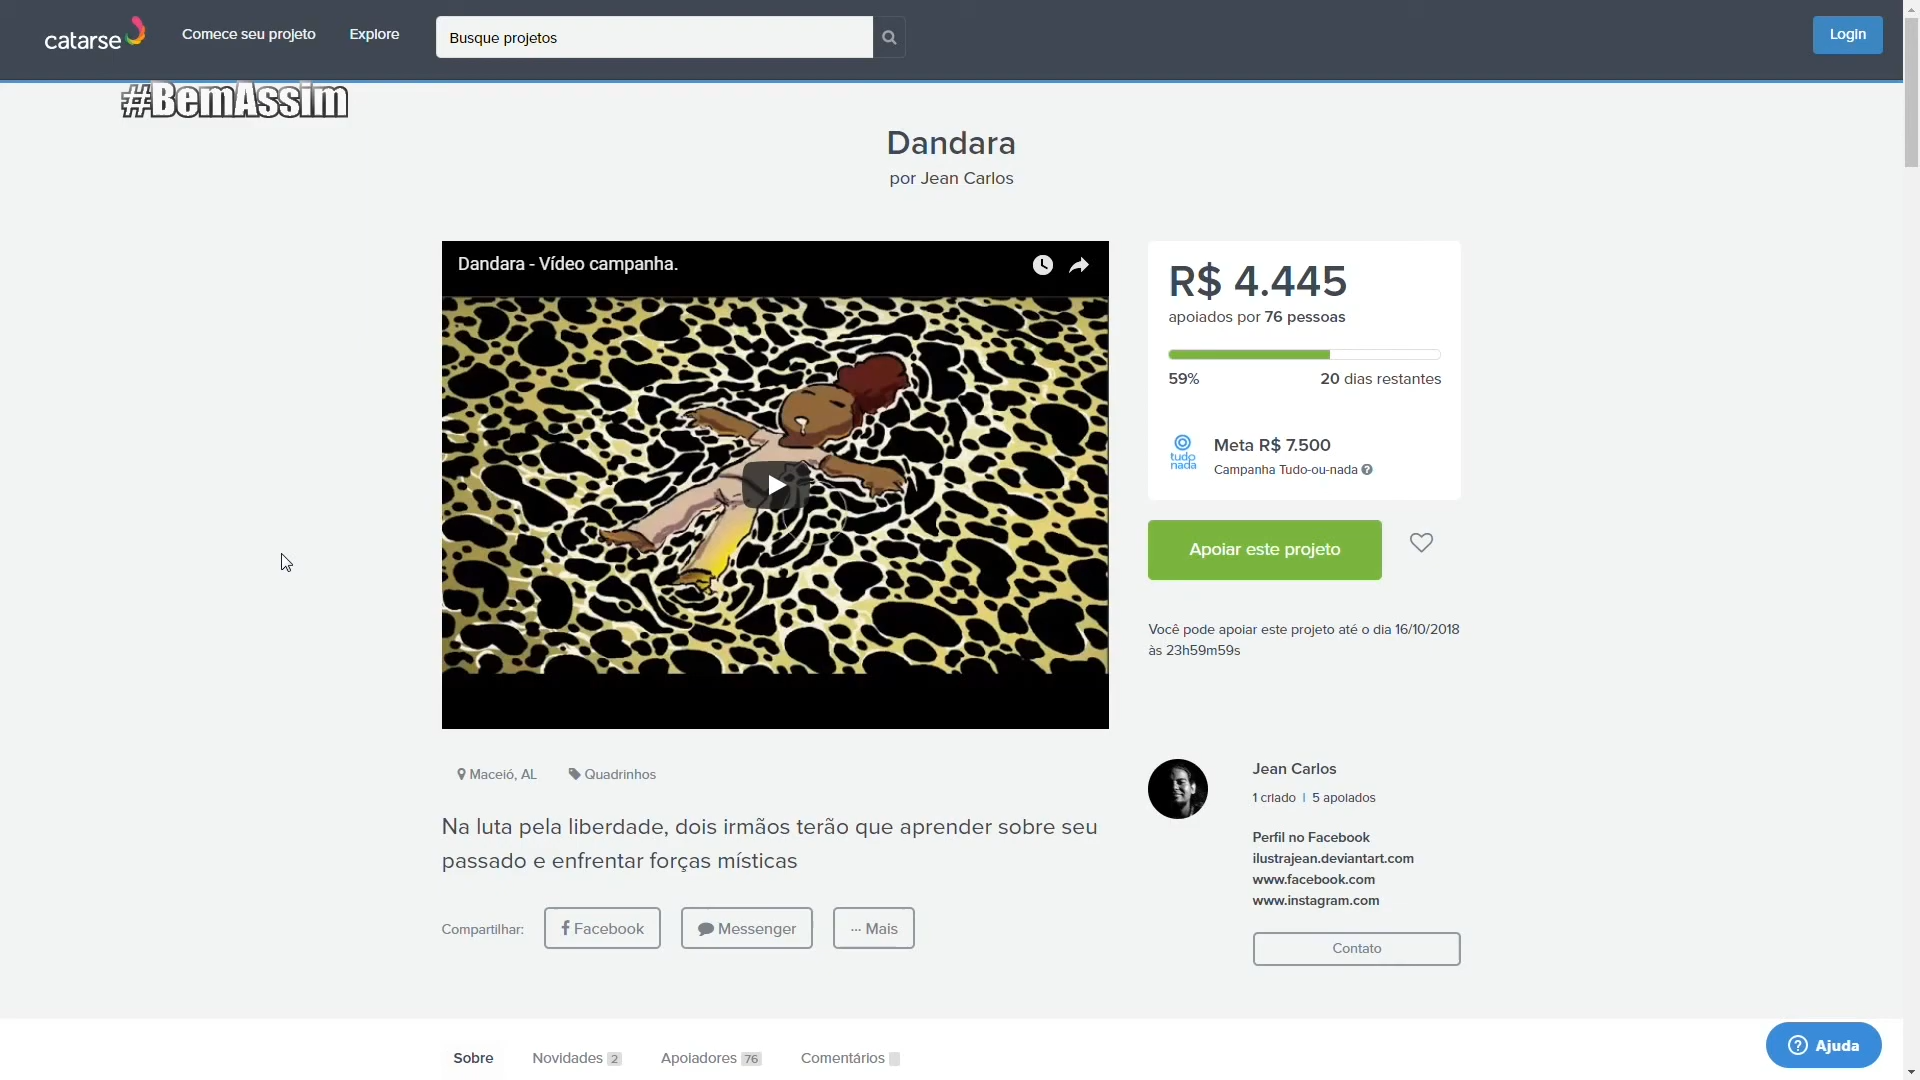 catarse
Comece seu projeto
Explore
Busque projetos
Login
#BemAssim
Dandara
por Jean Carlos
Dandara - Vídeo campanha.
R$ 4.445
apoiados por 76 pessoas
59%
20 dias restantes
tudo
nada
Meta R$ 7.500
Campanha Tudo-ou-nada
Apoiar este projeto
Você pode apoiar este projeto até o dia 16/10/2018
às 23h59m59s
Maceió, AL
Quadrinhos
Na luta pela liberdade, dois irmãos terão que aprender sobre seu
passado e enfrentar forças místicas
Compartilhar:
Facebook
Messenger
··· Mais
Jean Carlos
1 criado | 5 apoiados
Perfil no Facebook
ilustrajean.deviantart.com
www.facebook.com
www.instagram.com
Contato
Sobre
Novidades 2
Apoiadores 76
Comentários
Ajuda